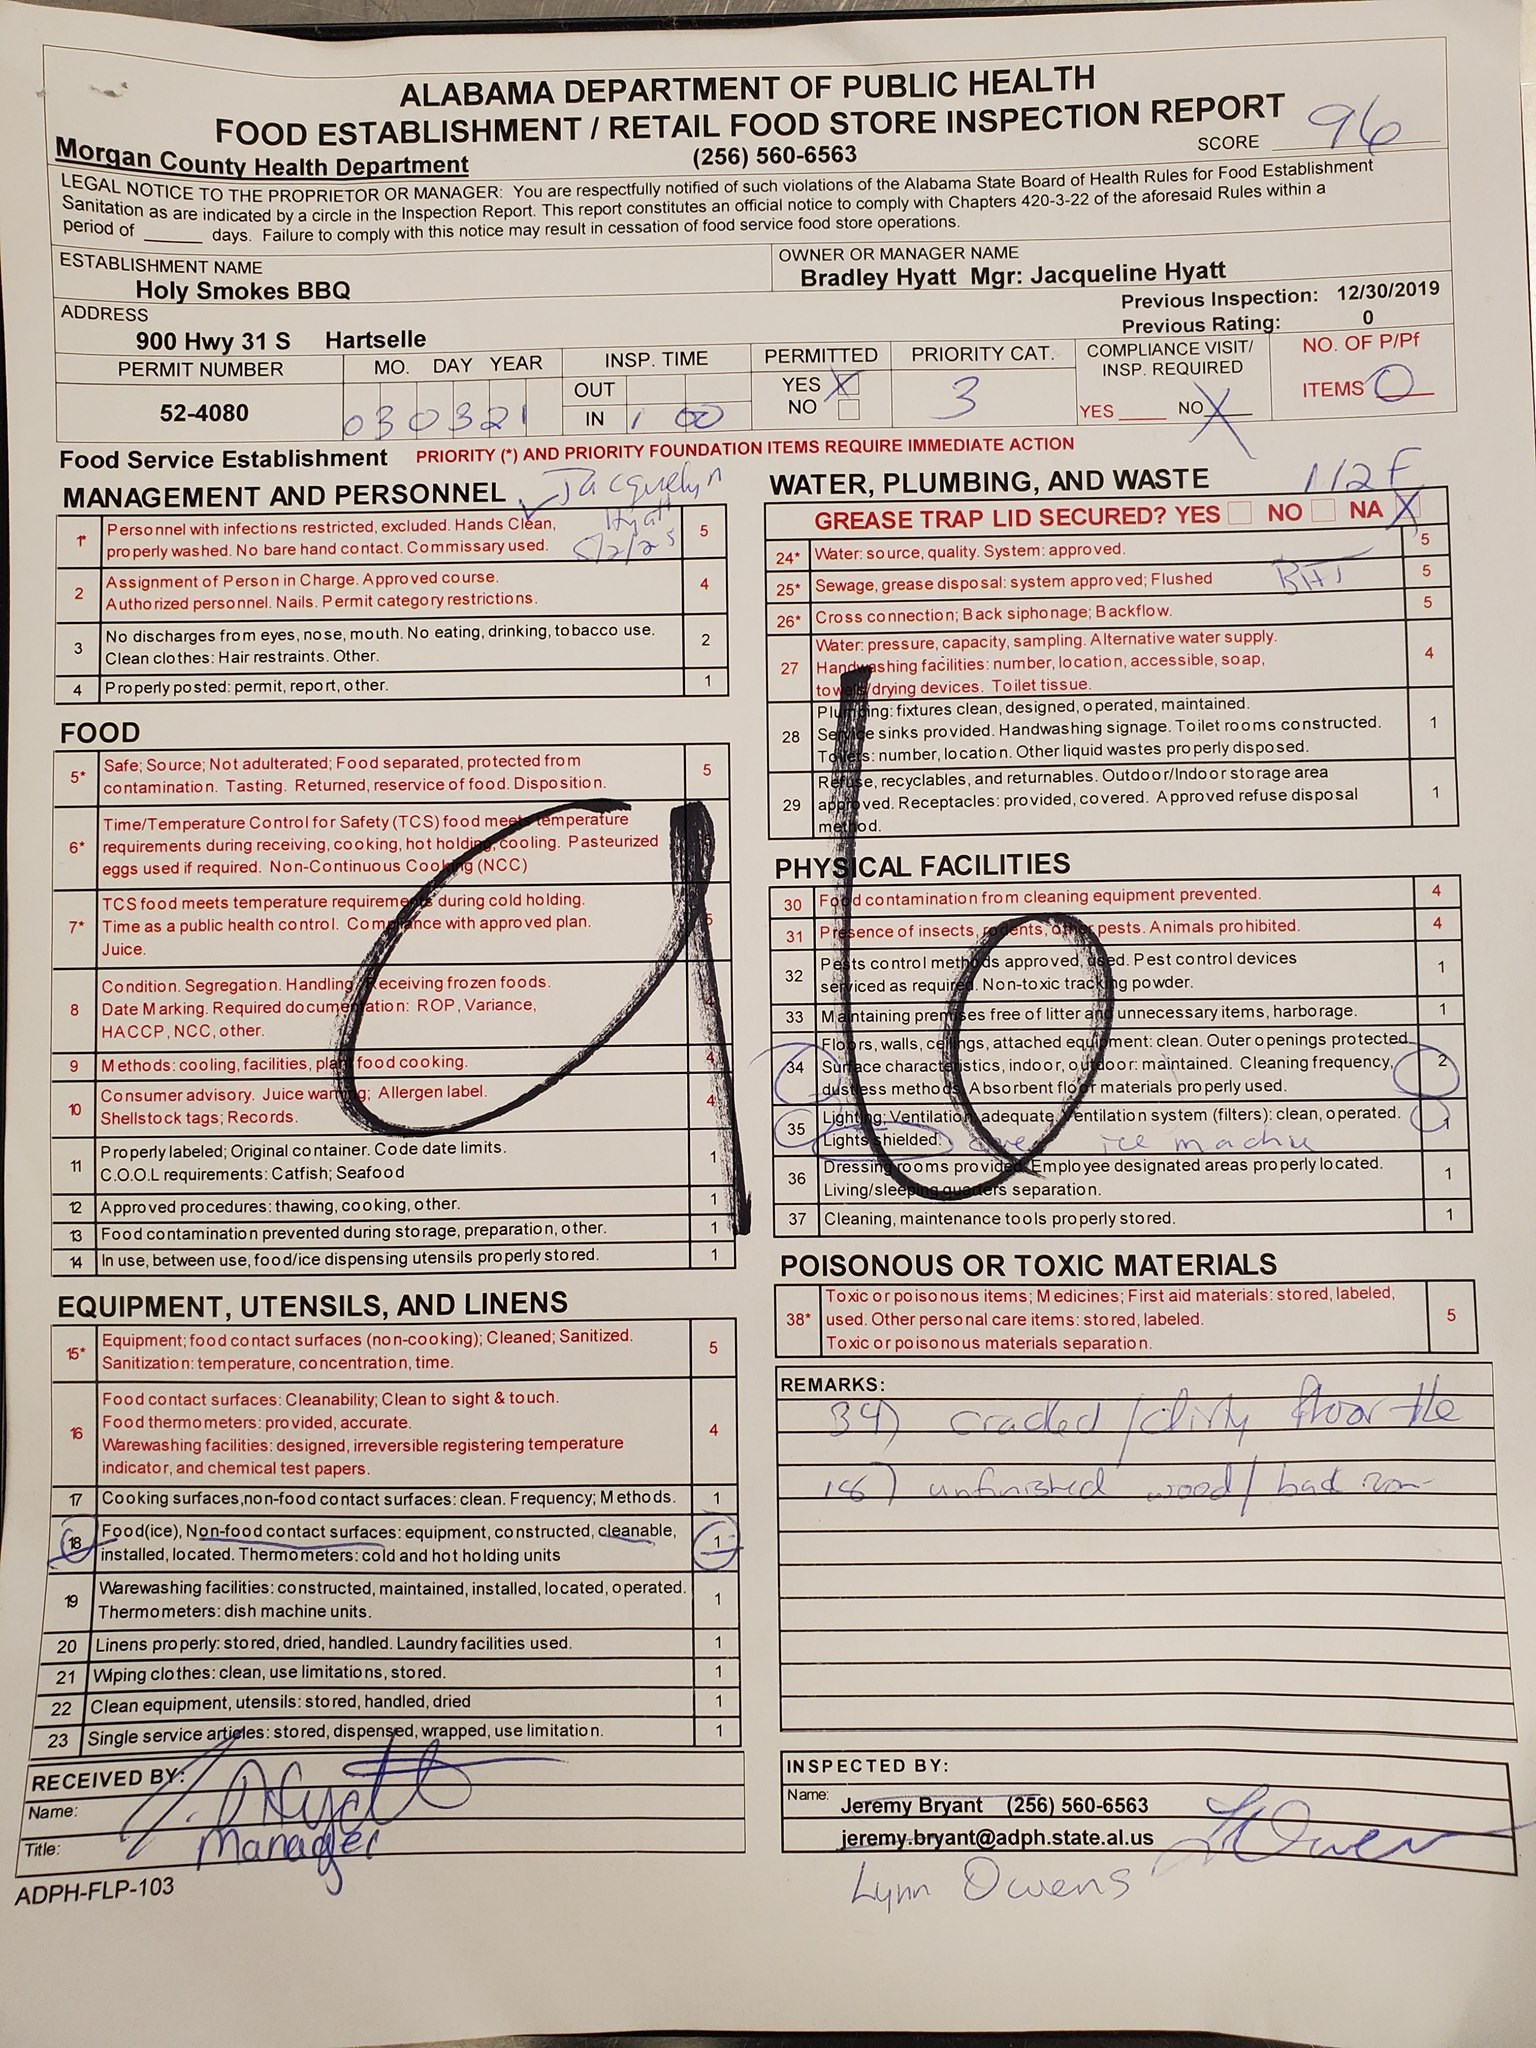 ALABAMA DEPARTMENT OF PUBLIC HEALTH
FOOD ESTABLISHMENT / RETAIL FOOD STORE INSPECTION REPORT
Morgan County Health Department
(256) 560-6563
SCORE 96
LEGAL NOTICE TO THE PROPRIETOR OR MANAGER: You are respectfully notified of such violations of the Alabama State Board of Health Rules for Food Establishment
Sanitation as are indicated by a circle in the Inspection Report. This report constitutes an official notice to comply with Chapters 420-3-22 of the aforesaid Rules within a
period of ______ days. Failure to comply with this notice may result in cessation of food service food store operations.
ESTABLISHMENT NAME
Holy Smokes BBQ
OWNER OR MANAGER NAME
Bradley Hyatt Mgr: Jacqueline Hyatt
ADDRESS
900 Hwy 31 S Hartselle
Previous Inspection: 12/30/2019
Previous Rating: 0
PERMIT NUMBER
52-4080
MO. DAY YEAR
03 03 21
INSP. TIME
OUT
IN 1 00
PERMITTED
YES X
NO
PRIORITY CAT.
3
COMPLIANCE VISIT/
INSP. REQUIRED
YES ____ NO X
NO. OF P/Pf
ITEMS 0
Food Service Establishment PRIORITY (*) AND PRIORITY FOUNDATION ITEMS REQUIRE IMMEDIATE ACTION
MANAGEMENT AND PERSONNEL
Jacquelyn
Hyatt
5/2/25
1* Personnel with infections restricted, excluded. Hands Clean, 5
properly washed. No bare hand contact. Commissary used.
2 Assignment of Person in Charge. Approved course. 4
Authorized personnel. Nails. Permit category restrictions.
3 No discharges from eyes, nose, mouth. No eating, drinking, tobacco use. 2
Clean clothes: Hair restraints. Other.
4 Properly posted: permit, report, other. 1
FOOD
5* Safe; Source; Not adulterated; Food separated, protected from 5
contamination. Tasting. Returned, reservice of food. Disposition.
6* Time/Temperature Control for Safety (TCS) food meets temperature
requirements during receiving, cooking, hot holding, cooling. Pasteurized
eggs used if required. Non-Continuous Cooking (NCC)
7* TCS food meets temperature requirements during cold holding. 5
Time as a public health control. Compliance with approved plan.
Juice.
8 Condition. Segregation. Handling. Receiving frozen foods. 4
Date Marking. Required documentation: ROP, Variance,
HACCP, NCC, other.
9 Methods: cooling, facilities, plant food cooking. 4
10 Consumer advisory. Juice warning; Allergen label. 4
Shellstock tags; Records.
11 Properly labeled; Original container. Code date limits. 1
C.O.O.L requirements: Catfish; Seafood
12 Approved procedures: thawing, cooking, other. 1
13 Food contamination prevented during storage, preparation, other. 1
14 In use, between use, food/ice dispensing utensils properly stored. 1
EQUIPMENT, UTENSILS, AND LINENS
15* Equipment; food contact surfaces (non-cooking); Cleaned; Sanitized. 5
Sanitization: temperature, concentration, time.
16 Food contact surfaces: Cleanability; Clean to sight & touch. 4
Food thermometers: provided, accurate.
Warewashing facilities: designed, irreversible registering temperature
indicator, and chemical test papers.
17 Cooking surfaces, non-food contact surfaces: clean. Frequency; Methods. 1
18 Food(ice), Non-food contact surfaces: equipment, constructed, cleanable, 1
installed, located. Thermometers: cold and hot holding units
19 Warewashing facilities: constructed, maintained, installed, located, operated. 1
Thermometers: dish machine units.
20 Linens properly: stored, dried, handled. Laundry facilities used. 1
21 Wiping clothes: clean, use limitations, stored. 1
22 Clean equipment, utensils: stored, handled, dried 1
23 Single service articles: stored, dispensed, wrapped, use limitation. 1
RECEIVED BY:
Name: J. Hyatt
Title: Manager
ADPH-FLP-103
WATER, PLUMBING, AND WASTE
112 F
GREASE TRAP LID SECURED? YES NO NA X
24* Water: source, quality. System: approved. 5
25* Sewage, grease disposal: system approved; Flushed 5
26* Cross connection; Back siphonage; Backflow. 5
27 Water: pressure, capacity, sampling. Alternative water supply. 4
Handwashing facilities: number, location, accessible, soap,
towels/drying devices. Toilet tissue.
28 Plumbing: fixtures clean, designed, operated, maintained. 1
Service sinks provided. Handwashing signage. Toilet rooms constructed.
Toilets: number, location. Other liquid wastes properly disposed.
29 Refuse, recyclables, and returnables. Outdoor/Indoor storage area 1
approved. Receptacles: provided, covered. Approved refuse disposal
method.
PHYSICAL FACILITIES
30 Food contamination from cleaning equipment prevented. 4
31 Presence of insects, rodents, other pests. Animals prohibited. 4
32 Pests control methods approved, used. Pest control devices 1
serviced as required. Non-toxic tracking powder.
33 Maintaining premises free of litter and unnecessary items, harborage. 1
34 Floors, walls, ceilings, attached equipment: clean. Outer openings protected. 2
Surface characteristics, indoor, outdoor: maintained. Cleaning frequency,
dustless methods. Absorbent floor materials properly used.
35 Lighting; Ventilation adequate. Ventilation system (filters): clean, operated. 1
Lights shielded. over ice machine
36 Dressing rooms provided. Employee designated areas properly located. 1
Living/sleeping quarters separation.
37 Cleaning, maintenance tools properly stored. 1
96
POISONOUS OR TOXIC MATERIALS
38* Toxic or poisonous items; Medicines; First aid materials: stored, labeled, 5
used. Other personal care items: stored, labeled.
Toxic or poisonous materials separation.
REMARKS:
34) cracked/dirty floor tile
18) unfinished wood/ bad
INSPECTED BY:
Name: Jeremy Bryant (256) 560-6563
jeremy.bryant@adph.state.al.us
LOwens
Lynn Owens